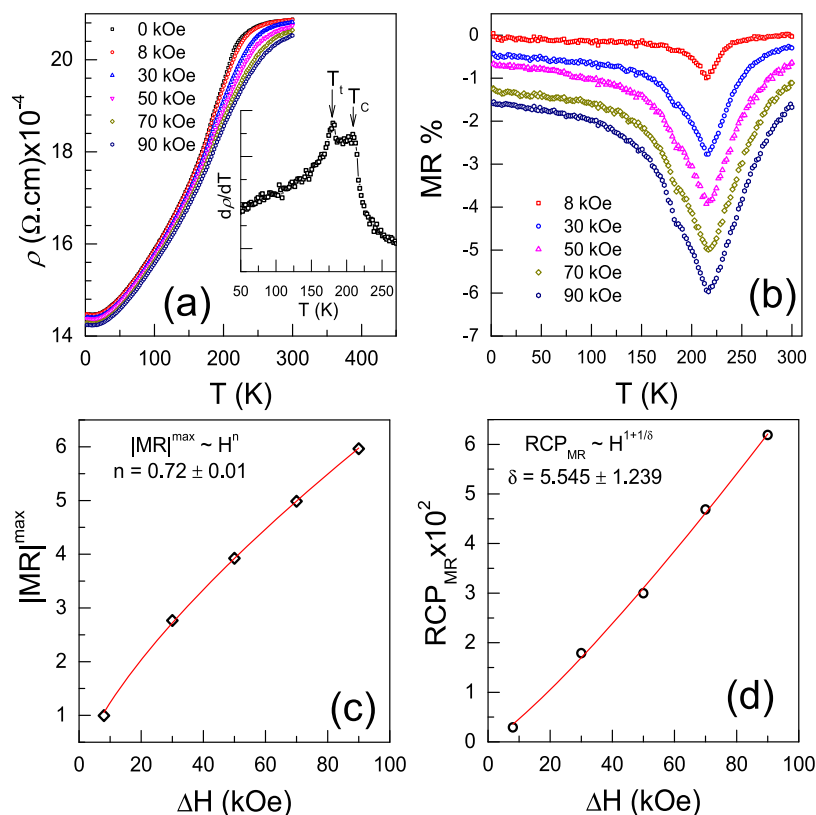 ρ (Ω.cm)x10⁻⁴
20
18
16
14
0 kOe
8 kOe
30 kOe
50 kOe
70 kOe
90 kOe
Tt
TC
dρ/dT
50 100 150 200 250
T (K)
(a)
0 100 200 300 400
T (K)
MR %
0
-1
-2
-3
-4
-5
-6
-7
8 kOe
30 kOe
50 kOe
70 kOe
90 kOe
(b)
0 50 100 150 200 250 300
T (K)
|MR|ᵐᵃˣ
6
5
4
3
2
1
|MR|ᵐᵃˣ ~ Hⁿ
n = 0.72 ± 0.01
(c)
0 20 40 60 80 100
ΔH (kOe)
RCP_MR x10²
6
5
4
3
2
1
0
RCP_MR ~ H^1+1/δ
δ = 5.545 ± 1.239
(d)
0 20 40 60 80 100
ΔH (kOe)